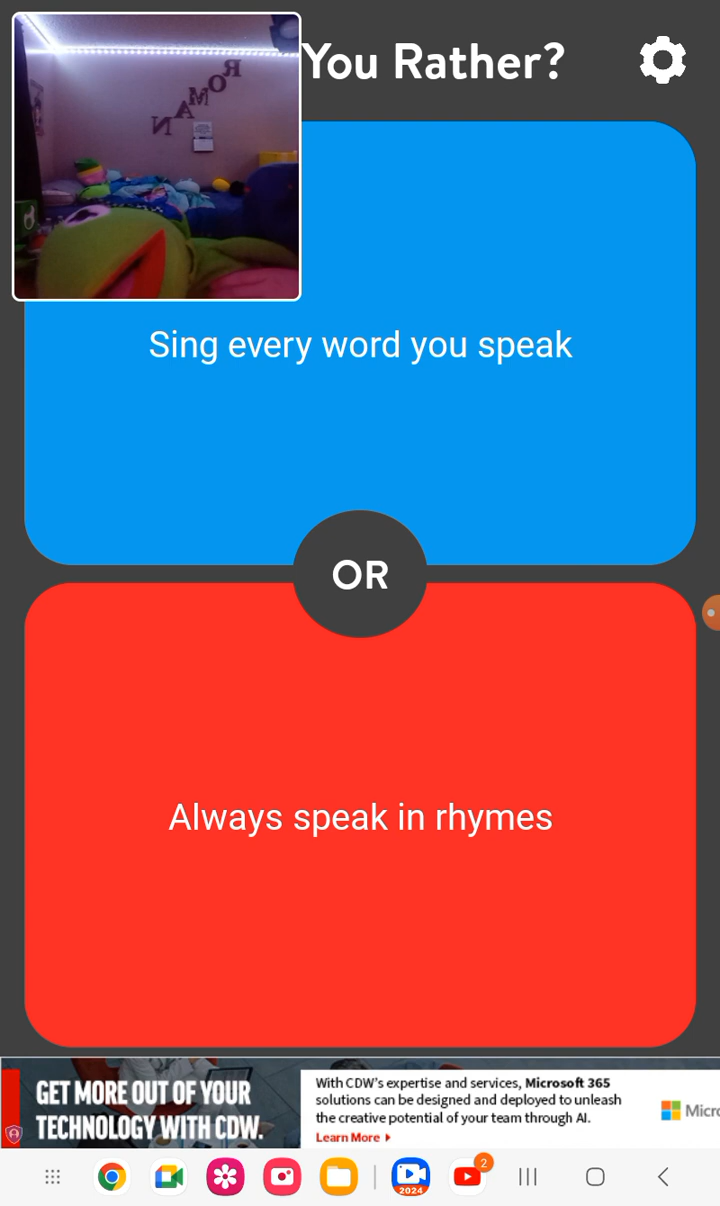 You Rather?
ROMAN
Sing every word you speak
OR
Always speak in rhymes
GET MORE OUT OF YOUR
TECHNOLOGY WITH CDW.
With CDW's expertise and services, Microsoft 365
solutions can be designed and deployed to unleash
the creative potential of your team through AI.
Learn More
Micro
2024
2